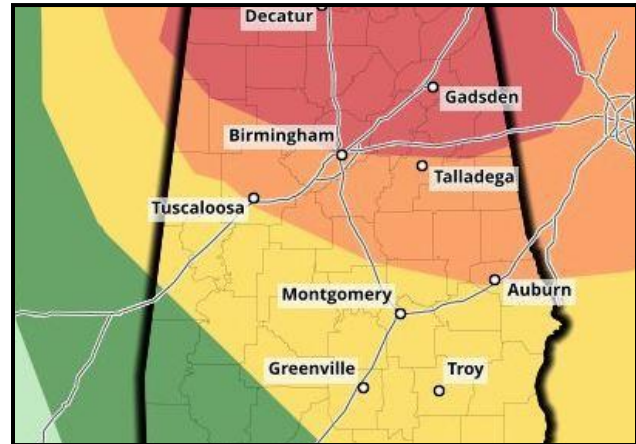 Decatur
Gadsden
Birmingham
Talladega
Tuscaloosa
Auburn
Montgomery
Greenville
Troy